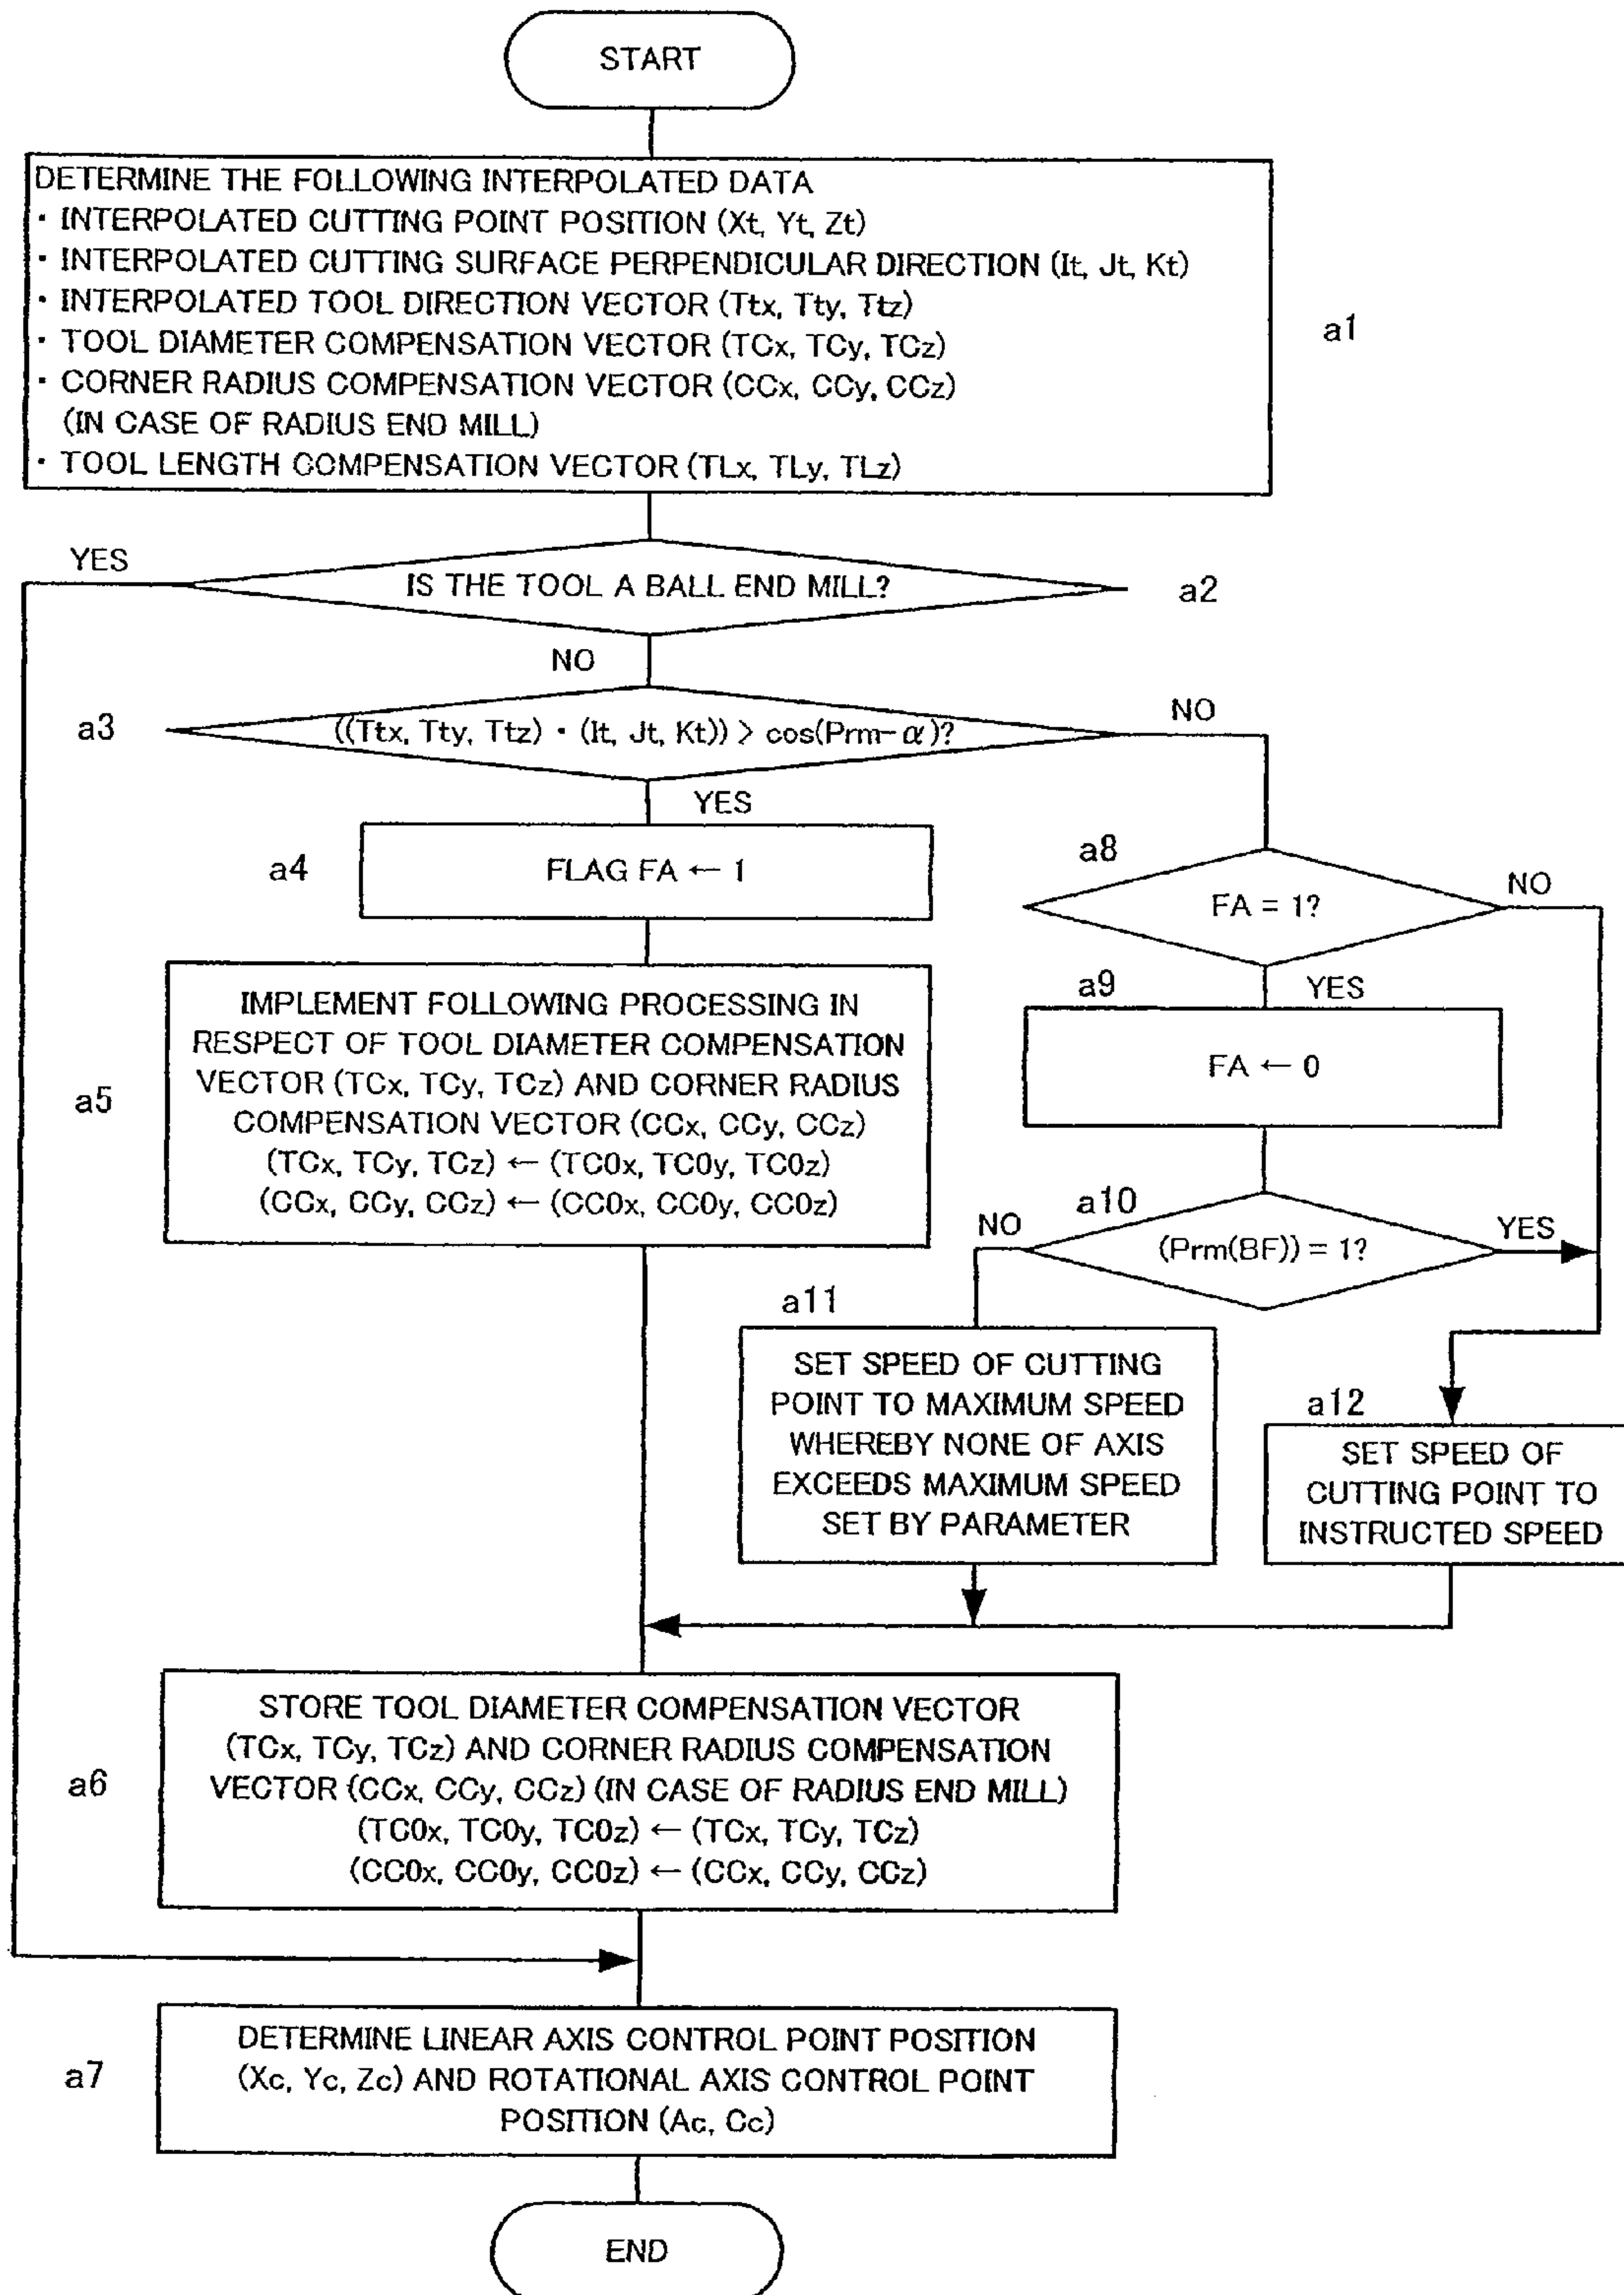 START
DETERMINE THE FOLLOWING INTERPOLATED DATA
・INTERPOLATED CUTTING POINT POSITION (Xt, Yt, Zt)
・INTERPOLATED CUTTING SURFACE PERPENDICULAR DIRECTION (It, Jt, Kt)
・INTERPOLATED TOOL DIRECTION VECTOR (Ttx, Tty, Ttz)
・TOOL DIAMETER COMPENSATION VECTOR (TCx, TCy, TCz)
・CORNER RADIUS COMPENSATION VECTOR (CCx, CCy, CCz)
(IN CASE OF RADIUS END MILL)
・TOOL LENGTH COMPENSATION VECTOR (TLx, TLy, TLz)
a1
YES
IS THE TOOL A BALL END MILL?
a2
NO
a3
((Ttx, Tty, Ttz)・(It, Jt, Kt)) > cos(Prm-α)?
NO
YES
a4
FLAG FA ← 1
a5
IMPLEMENT FOLLOWING PROCESSING IN
RESPECT OF TOOL DIAMETER COMPENSATION
VECTOR (TCx, TCy, TCz) AND CORNER RADIUS
COMPENSATION VECTOR (CCx, CCy, CCz)
(TCx, TCy, TCz) ← (TC0x, TC0y, TC0z)
(CCx, CCy, CCz) ← (CC0x, CC0y, CC0z)
a8
FA = 1?
NO
YES
a9
FA ← 0
a10
NO
(Prm(BF)) = 1?
YES
a11
SET SPEED OF CUTTING
POINT TO MAXIMUM SPEED
WHEREBY NONE OF AXIS
EXCEEDS MAXIMUM SPEED
SET BY PARAMETER
a12
SET SPEED OF
CUTTING POINT TO
INSTRUCTED SPEED
a6
STORE TOOL DIAMETER COMPENSATION VECTOR
(TCx, TCy, TCz) AND CORNER RADIUS COMPENSATION
VECTOR (CCx, CCy, CCz) (IN CASE OF RADIUS END MILL)
(TC0x, TC0y, TC0z) ← (TCx, TCy, TCz)
(CC0x, CC0y, CC0z) ← (CCx, CCy, CCz)
a7
DETERMINE LINEAR AXIS CONTROL POINT POSITION
(Xc, Yc, Zc) AND ROTATIONAL AXIS CONTROL POINT
POSITION (Ac, Cc)
END